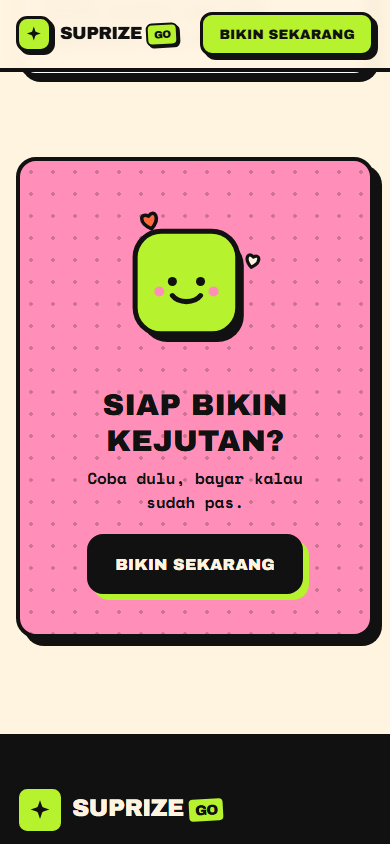 SUPRIZE GO
BIKIN SEKARANG
SIAP BIKIN
KEJUTAN?
Coba dulu, bayar kalau
sudah pas.
BIKIN SEKARANG
SUPRIZE GO